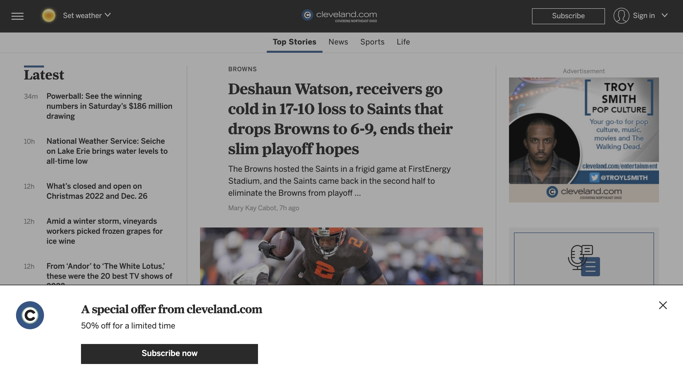 Set weather
cleveland.com
Subscribe
Sign in
Top Stories
News
Sports
Life
Latest
34m
Powerball: See the winning
numbers in Saturday's $186 million
drawing
10h
National Weather Service: Seiche
on Lake Erie brings water levels to
all-time low
12h
What's closed and open on
Christmas 2022 and Dec. 26
12h
Amid a winter storm, vineyards
workers picked frozen grapes for
ice wine
12h
From 'Andor' to 'The White Lotus,'
these were the 20 best TV shows of
BROWNS
Deshaun Watson, receivers go
cold in 17-10 loss to Saints that
drops Browns to 6-9, ends their
slim playoff hopes
The Browns hosted the Saints in a frigid game at FirstEnergy
Stadium, and the Saints came back in the second half to
eliminate the Browns from playoff ...
Mary Kay Cabot, 7h ago
2
Advertisement
TROY
SMITH
POP CULTURE
Your go-to for pop
culture, music,
movies and The
Walking Dead.
cleveland.com/entertainment
@TROYLSMITH
cleveland.com
C
A special offer from cleveland.com
50% off for a limited time
Subscribe now